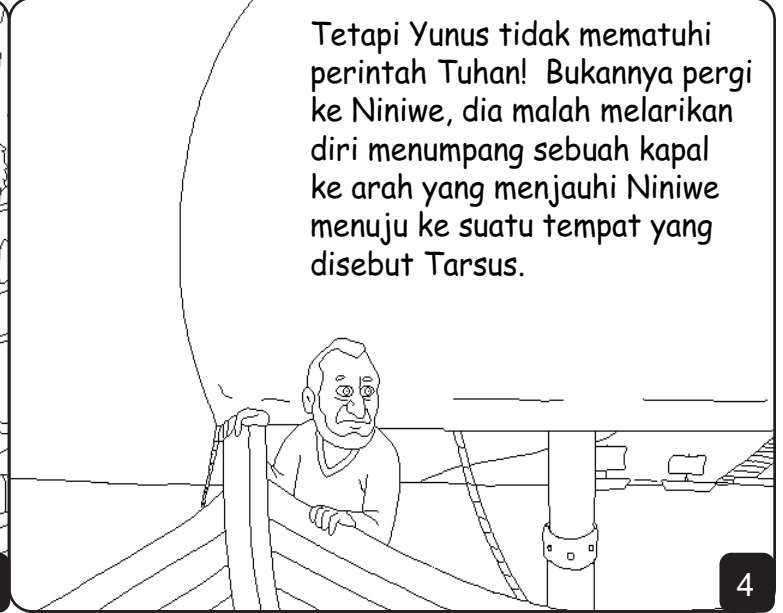 Tetapi Yunus tidak mematuhi
perintah Tuhan! Bukannya pergi
ke Niniwe, dia malah melarikan
diri menumpang sebuah kapal
ke arah yang menjauhi Niniwe
menuju ke suatu tempat yang
disebut Tarsus.
4